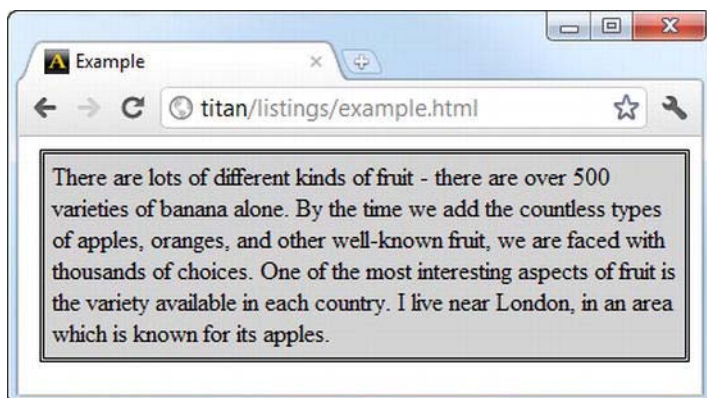 A Example
titan/listings/example.html
There are lots of different kinds of fruit - there are over 500
varieties of banana alone. By the time we add the countless types
of apples, oranges, and other well-known fruit, we are faced with
thousands of choices. One of the most interesting aspects of fruit is
the variety available in each country. I live near London, in an area
which is known for its apples.